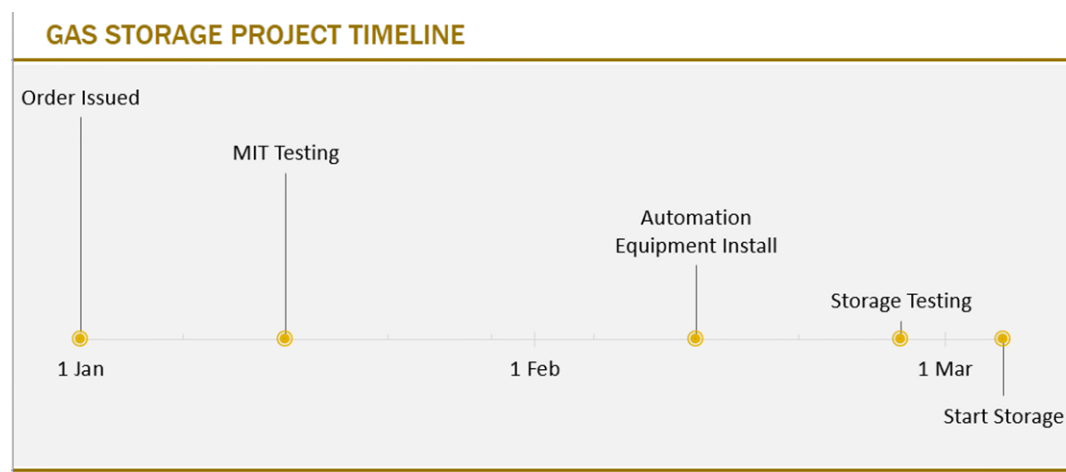 GAS STORAGE PROJECT TIMELINE
Order Issued
MIT Testing
Automation
Equipment Install
Storage Testing
1 Jan
1 Feb
1 Mar
Start Storage